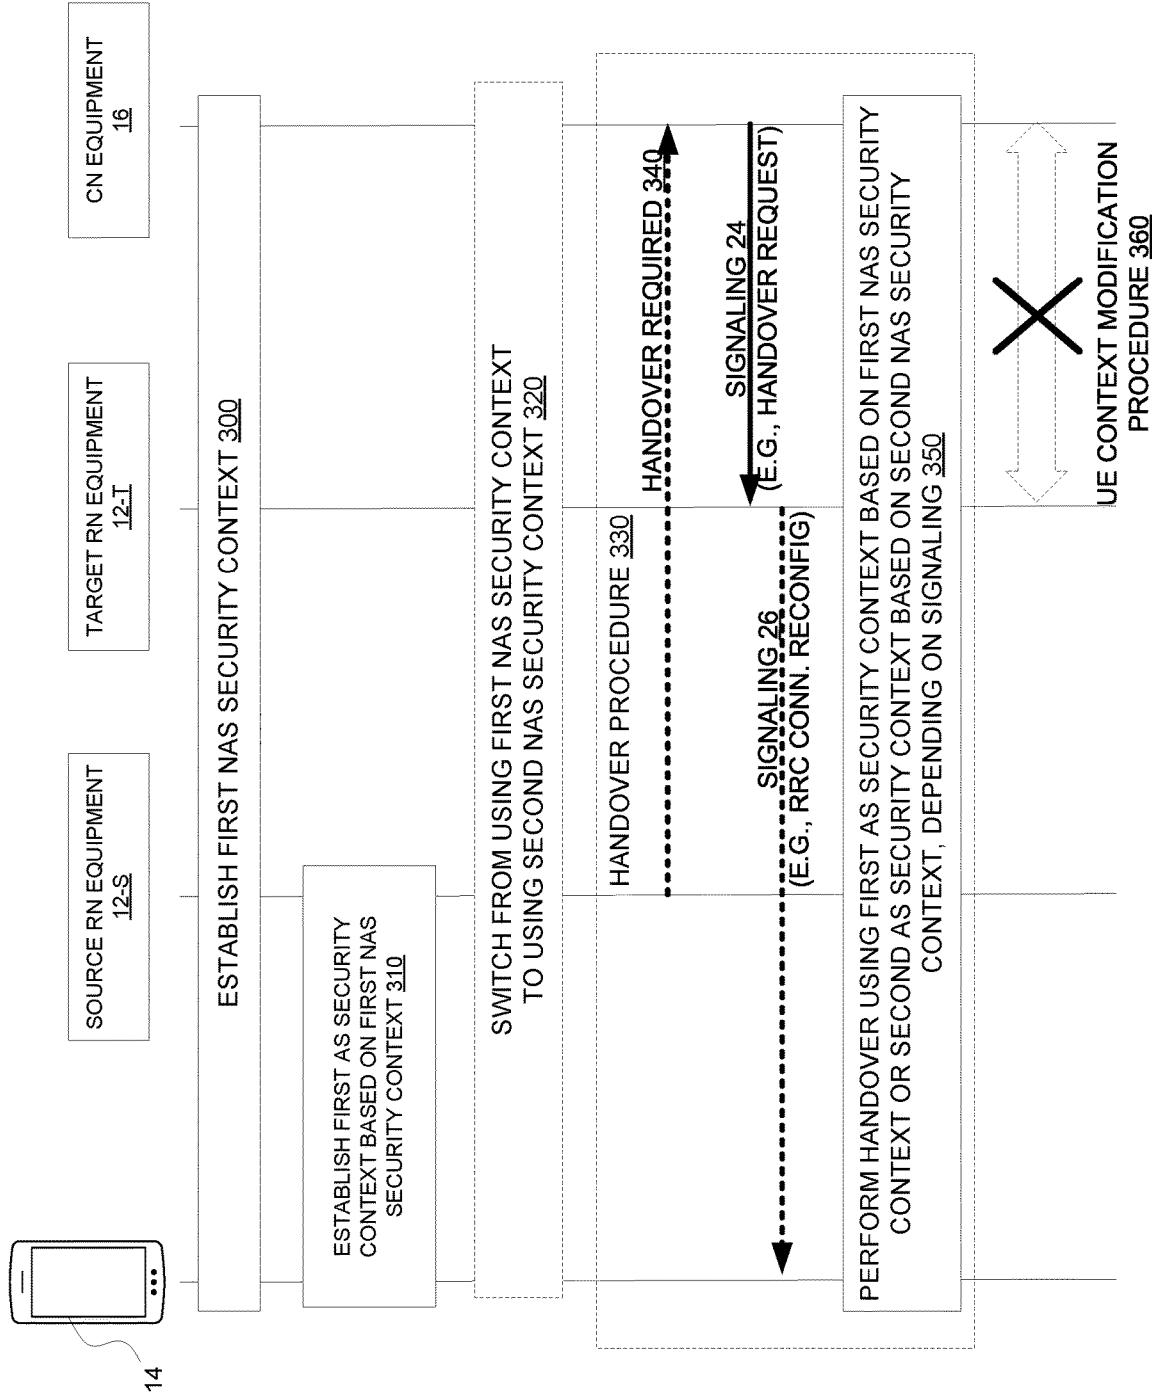 14
SOURCE RN EQUIPMENT
12-S
TARGET RN EQUIPMENT
12-T
CN EQUIPMENT
16
ESTABLISH FIRST NAS SECURITY CONTEXT 300
ESTABLISH FIRST AS SECURITY
CONTEXT BASED ON FIRST NAS
SECURITY CONTEXT 310
SWITCH FROM USING FIRST NAS SECURITY CONTEXT
TO USING SECOND NAS SECURITY CONTEXT 320
HANDOVER PROCEDURE 330
HANDOVER REQUIRED 340
SIGNALING 24
(E.G., HANDOVER REQUEST)
SIGNALING 26
(E.G., RRC CONN. RECONFIG)
PERFORM HANDOVER USING FIRST AS SECURITY CONTEXT BASED ON FIRST NAS SECURITY
CONTEXT OR SECOND AS SECURITY CONTEXT BASED ON SECOND NAS SECURITY
CONTEXT, DEPENDING ON SIGNALING 350
UE CONTEXT MODIFICATION
PROCEDURE 360